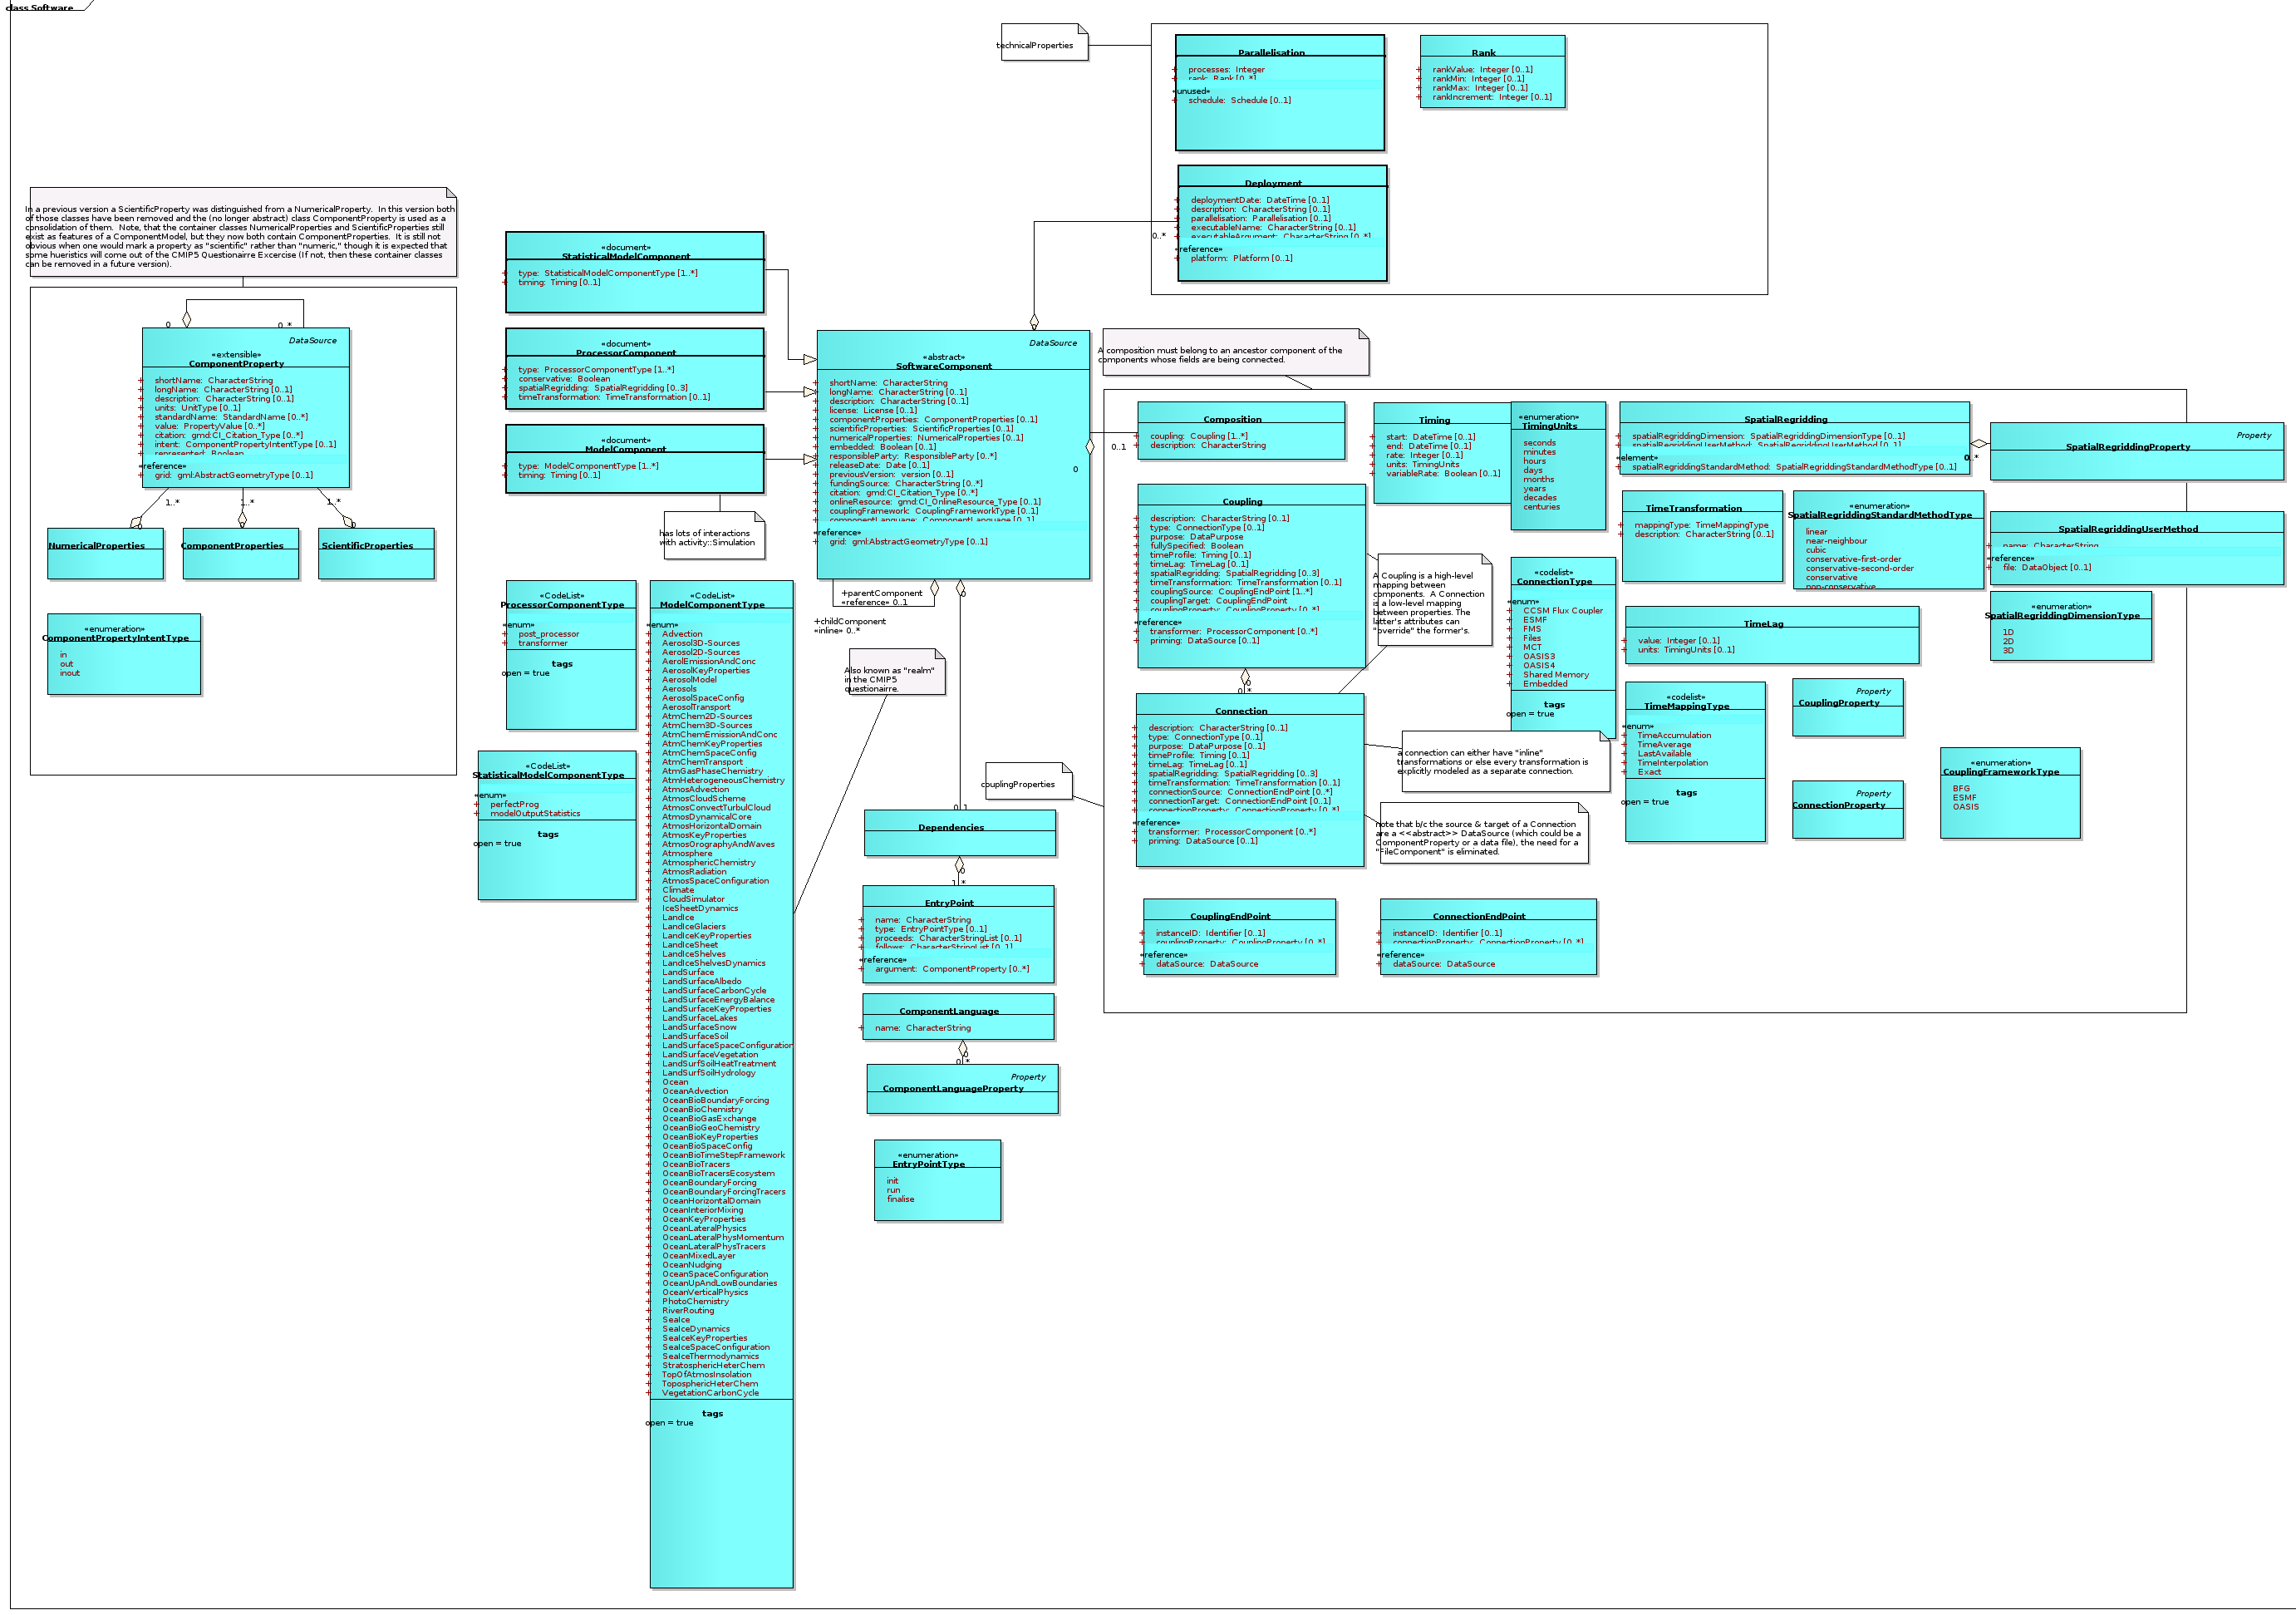 class Software
technicalProperties
Parallelisation
+ processes: Integer
+ rank: Rank [0..*]
«unused»
+ schedule: Schedule [0..1]
Rank
+ rankValue: Integer [0..1]
+ rankMin: Integer [0..1]
+ rankMax: Integer [0..1]
+ rankIncrement: Integer [0..1]
Deployment
+ deploymentDate: DateTime [0..1]
+ description: CharacterString [0..1]
+ parallelisation: Parallelisation [0..1]
+ executableName: CharacterString [0..1]
+ executableArgument: CharacterString [0..*]
«reference»
+ platform: Platform [0..1]
0..*
0
In a previous version a ScientificProperty was distinguished from a NumericalProperty. In this version both
of those classes have been removed and the (no longer abstract) class ComponentProperty is used as a
consolidation of them. Note, that the container classes NumericalProperties and ScientificProperties still
exist as features of a ComponentModel, but they now both contain ComponentProperties. It is still not
obvious when one would mark a property as "scientific" rather than "numeric," though it is expected that
some hueristics will come out of the CMIP5 Questionairre Excercise (If not, then these container classes
can be removed in a future version).
0
0..*
DataSource
«extensible»
ComponentProperty
+ shortName: CharacterString
+ longName: CharacterString [0..1]
+ description: CharacterString [0..1]
+ units: UnitType [0..1]
+ standardName: StandardName [0..*]
+ value: PropertyValue [0..*]
+ citation: gmd:CI_Citation_Type [0..*]
+ intent: ComponentPropertyIntentType [0..1]
+ represented: Boolean
«reference»
+ grid: gml:AbstractGeometryType [0..1]
1..*
1..*
1..*
0
0
0
NumericalProperties
ComponentProperties
ScientificProperties
«enumeration»
ComponentPropertyIntentType
in
out
inout
«document»
StatisticalModelComponent
+ type: StatisticalModelComponentType [1..*]
+ timing: Timing [0..1]
«document»
ProcessorComponent
+ type: ProcessorComponentType [1..*]
+ conservative: Boolean
+ spatialRegridding: SpatialRegridding [0..3]
+ timeTransformation: TimeTransformation [0..1]
«document»
ModelComponent
+ type: ModelComponentType [1..*]
+ timing: Timing [0..1]
has lots of interactions
with activity::Simulation
DataSource
«abstract»
SoftwareComponent
+ shortName: CharacterString
+ longName: CharacterString [0..1]
+ description: CharacterString [0..1]
+ license: License [0..1]
+ componentProperties: ComponentProperties [0..1]
+ scientificProperties: ScientificProperties [0..1]
+ numericalProperties: NumericalProperties [0..1]
+ embedded: Boolean [0..1]
+ responsibleParty: ResponsibleParty [0..*]
+ releaseDate: Date [0..1]
+ previousVersion: version [0..1]
+ fundingSource: CharacterString [0..*]
+ citation: gmd:CI_Citation_Type [0..*]
+ onlineResource: gmd:CI_OnlineResource_Type [0..1]
+ couplingFramework: CouplingFrameworkType [0..1]
+ componentLanguage: ComponentLanguage [0..1]
«reference»
+ grid: gml:AbstractGeometryType [0..1]
+parentComponent
«reference» 0..1
+childComponent
«inline» 0..*
0
0..1
0
«CodeList»
ProcessorComponentType
«enum»
+ post_processor
+ transformer
tags
open = true
«CodeList»
StatisticalModelComponentType
«enum»
+ perfectProg
+ modelOutputStatistics
tags
open = true
«CodeList»
ModelComponentType
«enum»
+ Advection
+ Aerosol3D-Sources
+ Aerosol2D-Sources
+ AerolEmissionAndConc
+ AerosolKeyProperties
+ AerosolModel
+ Aerosols
+ AerosolSpaceConfig
+ AerosolTransport
+ AtmChem2D-Sources
+ AtmChem3D-Sources
+ AtmChemEmissionAndConc
+ AtmChemKeyProperties
+ AtmChemSpaceConfig
+ AtmChemTransport
+ AtmGasPhaseChemistry
+ AtmHeterogeneousChemistry
+ AtmosAdvection
+ AtmosCloudScheme
+ AtmosConvectTurbulCloud
+ AtmosDynamicalCore
+ AtmosHorizontalDomain
+ AtmosKeyProperties
+ AtmosOrographyAndWaves
+ Atmosphere
+ AtmosphericChemistry
+ AtmosRadiation
+ AtmosSpaceConfiguration
+ Climate
+ CloudSimulator
+ IceSheetDynamics
+ LandIce
+ LandIceGlaciers
+ LandIceKeyProperties
+ LandIceSheet
+ LandIceShelves
+ LandIceShelvesDynamics
+ LandSurface
+ LandSurfaceAlbedo
+ LandSurfaceCarbonCycle
+ LandSurfaceEnergyBalance
+ LandSurfaceKeyProperties
+ LandSurfaceLakes
+ LandSurfaceSnow
+ LandSurfaceSoil
+ LandSurfaceSpaceConfiguration
+ LandSurfaceVegetation
+ LandSurfSoilHeatTreatment
+ LandSurfSoilHydrology
+ Ocean
+ OceanAdvection
+ OceanBioBoundaryForcing
+ OceanBioChemistry
+ OceanBioGasExchange
+ OceanBioGeoChemistry
+ OceanBioKeyProperties
+ OceanBioSpaceConfig
+ OceanBioTimeStepFramework
+ OceanBioTracers
+ OceanBioTracersEcosystem
+ OceanBoundaryForcing
+ OceanBoundaryForcingTracers
+ OceanHorizontalDomain
+ OceanInteriorMixing
+ OceanKeyProperties
+ OceanLateralPhysics
+ OceanLateralPhysMomentum
+ OceanLateralPhysTracers
+ OceanMixedLayer
+ OceanNudging
+ OceanSpaceConfiguration
+ OceanUpAndLowBoundaries
+ OceanVerticalPhysics
+ PhotoChemistry
+ RiverRouting
+ SeaIce
+ SeaIceDynamics
+ SeaIceKeyProperties
+ SeaIceSpaceConfiguration
+ SeaIceThermodynamics
+ StratosphericHeterChem
+ TopOfAtmosInsolation
+ ToposphericHeterChem
+ VegetationCarbonCycle
tags
open = true
Also known as "realm"
in the CMIP5
questionairre.
0..1
Dependencies
0
1..*
EntryPoint
+ name: CharacterString
+ type: EntryPointType [0..1]
+ proceeds: CharacterStringList [0..1]
+ follows: CharacterStringList [0..1]
«reference»
+ argument: ComponentProperty [0..*]
ComponentLanguage
+ name: CharacterString
0
0..*
Property
ComponentLanguageProperty
«enumeration»
EntryPointType
init
run
finalise
A composition must belong to an ancestor component of the
components whose fields are being connected.
couplingProperties
Composition
+ coupling: Coupling [1..*]
+ description: CharacterString
Timing
+ start: DateTime [0..1]
+ end: DateTime [0..1]
+ rate: Integer [0..1]
+ units: TimingUnits
+ variableRate: Boolean [0..1]
«enumeration»
TimingUnits
seconds
minutes
hours
days
months
years
decades
centuries
SpatialRegridding
+ spatialRegriddingDimension: SpatialRegriddingDimensionType [0..1]
+ spatialRegriddingUserMethod: SpatialRegriddingUserMethod [0..1]
«element»
+ spatialRegriddingStandardMethod: SpatialRegriddingStandardMethodType [0..1]
0..*
Property
SpatialRegriddingProperty
Coupling
+ description: CharacterString [0..1]
+ type: ConnectionType [0..1]
+ purpose: DataPurpose
+ fullySpecified: Boolean
+ timeProfile: Timing [0..1]
+ timeLag: TimeLag [0..1]
+ spatialRegridding: SpatialRegridding [0..3]
+ timeTransformation: TimeTransformation [0..1]
+ couplingSource: CouplingEndPoint [1..*]
+ couplingTarget: CouplingEndPoint
+ couplingProperty: CouplingProperty [0..*]
«reference»
+ transformer: ProcessorComponent [0..*]
+ priming: DataSource [0..1]
0
0..*
A Coupling is a high-level
mapping between
components. A Connection
is a low-level mapping
between properties. The
latter's attributes can
"override" the former's.
«codelist»
ConnectionType
«enum»
+ CCSM Flux Coupler
+ ESMF
+ FMS
+ Files
+ MCT
+ OASIS3
+ OASIS4
+ Shared Memory
+ Embedded
tags
open = true
TimeTransformation
+ mappingType: TimeMappingType
+ description: CharacterString [0..1]
«enumeration»
SpatialRegriddingStandardMethodType
linear
near-neighbour
cubic
conservative-first-order
conservative-second-order
conservative
non-conservative
SpatialRegriddingUserMethod
+ name: CharacterString
«reference»
+ file: DataObject [0..1]
«enumeration»
SpatialRegriddingDimensionType
1D
2D
3D
TimeLag
+ value: Integer [0..1]
+ units: TimingUnits [0..1]
«codelist»
TimeMappingType
«enum»
+ TimeAccumulation
+ TimeAverage
+ LastAvailable
+ TimeInterpolation
+ Exact
tags
open = true
Property
CouplingProperty
Property
ConnectionProperty
«enumeration»
CouplingFrameworkType
BFG
ESMF
OASIS
Connection
+ description: CharacterString [0..1]
+ type: ConnectionType [0..1]
+ purpose: DataPurpose [0..1]
+ timeProfile: Timing [0..1]
+ timeLag: TimeLag [0..1]
+ spatialRegridding: SpatialRegridding [0..3]
+ timeTransformation: TimeTransformation [0..1]
+ connectionSource: ConnectionEndPoint [0..*]
+ connectionTarget: ConnectionEndPoint [0..1]
+ connectionProperty: ConnectionProperty [0..*]
«reference»
+ transformer: ProcessorComponent [0..*]
+ priming: DataSource [0..1]
a connection can either have "inline"
transformations or else every transformation is
explicitly modeled as a separate connection.
note that b/c the source & target of a Connection
are a <<abstract>> DataSource (which could be a
ComponentProperty or a data file), the need for a
"FileComponent" is eliminated.
CouplingEndPoint
+ instanceID: Identifier [0..1]
+ couplingProperty: CouplingProperty [0..*]
«reference»
+ dataSource: DataSource
ConnectionEndPoint
+ instanceID: Identifier [0..1]
+ connectionProperty: ConnectionProperty [0..*]
«reference»
+ dataSource: DataSource